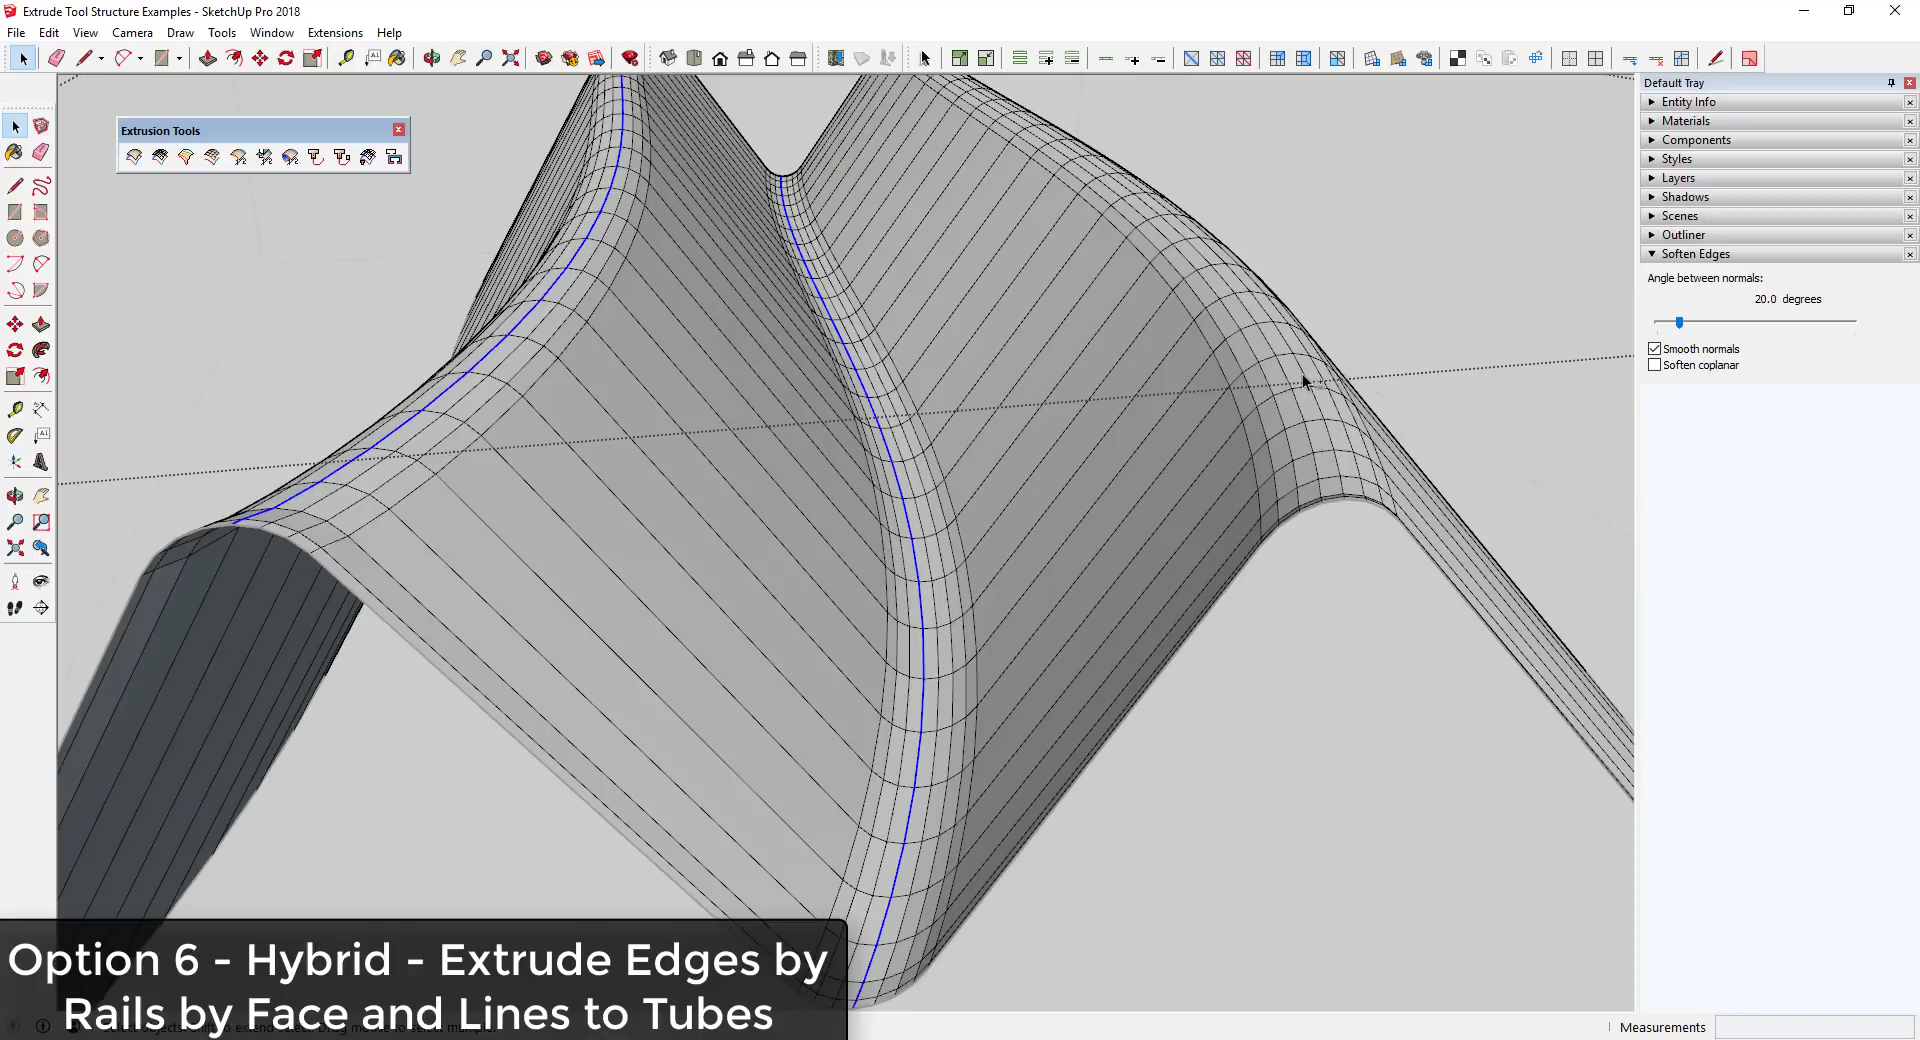 Extrude Tool Structure Examples - SketchUp Pro 2018
File Edit View Camera Draw Tools Window Extensions Help
Default Tray
Extrusion Tools
Entity Info
Materials
Components
Styles
Layers
Shadows
Scenes
Outliner
Soften Edges
Angle between normals:
20.0 degrees
Smooth normals
Soften coplanar
Option 6 - Hybrid - Extrude Edges by
Rails by Face and Lines to Tubes
Measurements